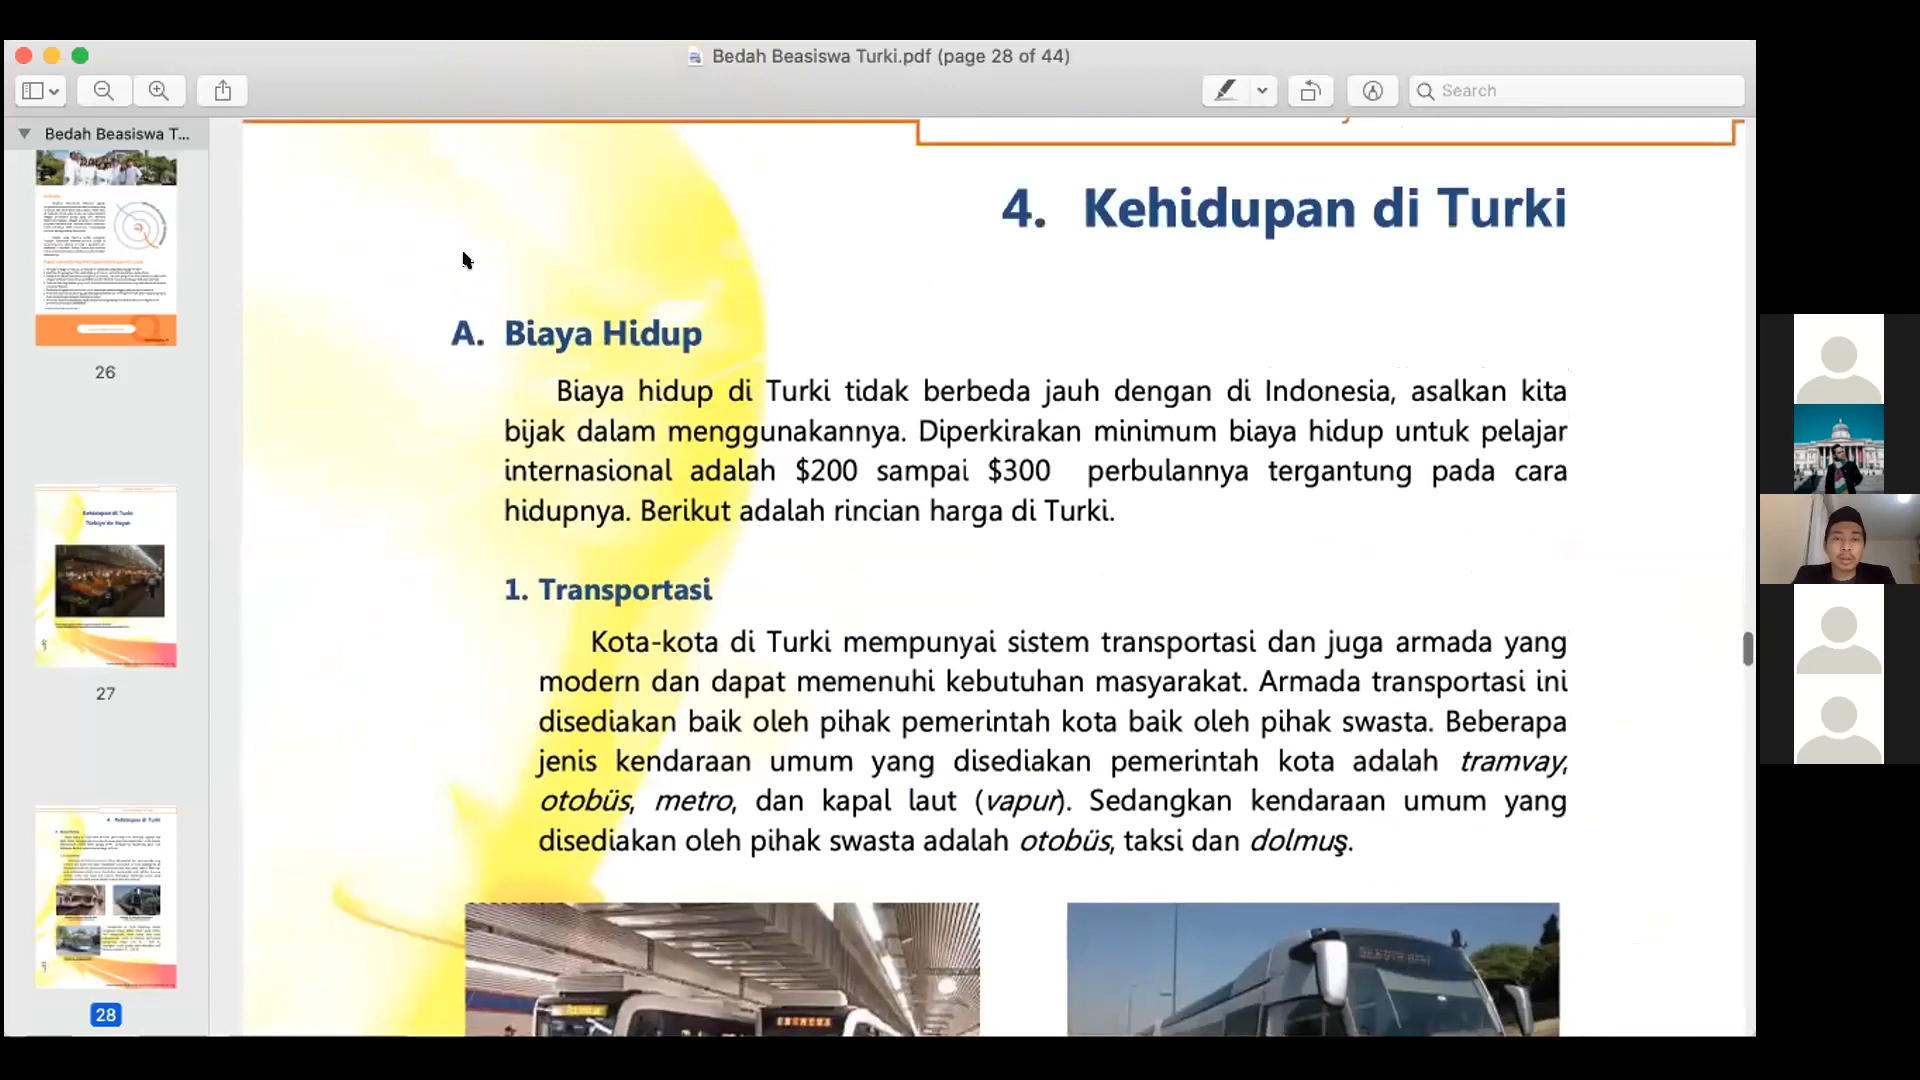 Bedah Beasiswa Turki.pdf (page 28 of 44)
Search
Bedah Beasiswa T...
26
27
28
4. Kehidupan di Turki
A. Biaya Hidup
Biaya hidup di Turki tidak berbeda jauh dengan di Indonesia, asalkan kita
bijak dalam menggunakannya. Diperkirakan minimum biaya hidup untuk pelajar
internasional adalah $200 sampai $300 perbulannya tergantung pada cara
hidupnya. Berikut adalah rincian harga di Turki.
1. Transportasi
Kota-kota di Turki mempunyai sistem transportasi dan juga armada yang
modern dan dapat memenuhi kebutuhan masyarakat. Armada transportasi ini
disediakan baik oleh pihak pemerintah kota baik oleh pihak swasta. Beberapa
jenis kendaraan umum yang disediakan pemerintah kota adalah tramvay,
otobüs, metro, dan kapal laut (vapur). Sedangkan kendaraan umum yang
disediakan oleh pihak swasta adalah otobüs, taksi dan dolmuş.